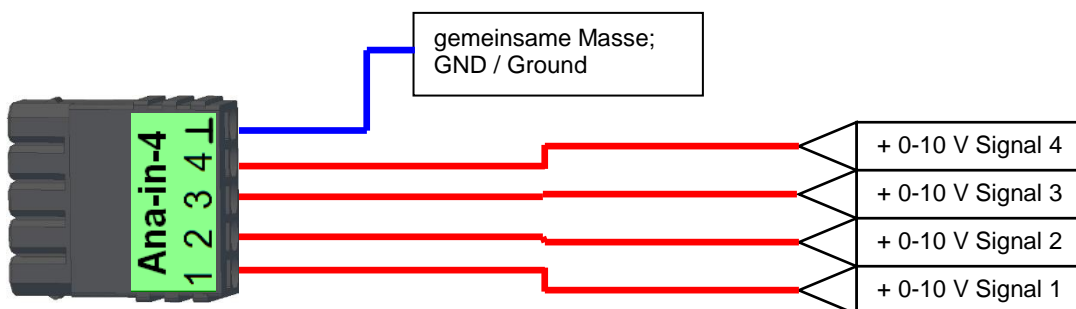 gemeinsame Masse;
GND / Ground
Ana-in-4
1 2 3 4 ⊥
+ 0-10 V Signal 4
+ 0-10 V Signal 3
+ 0-10 V Signal 2
+ 0-10 V Signal 1